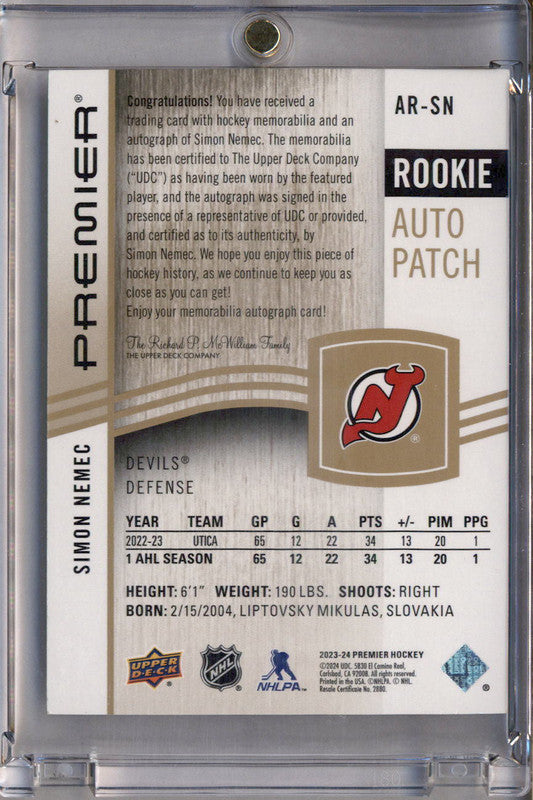 PREMIER®
SIMON NEMEC
Congratulations! You have received a
trading card with hockey memorabilia and an
autograph of Simon Nemec. The memorabilia
has been certified to The Upper Deck Company
("UDC") as having been worn by the featured
player, and the autograph was signed in the
presence of a representative of UDC or provided,
and certified as to its authenticity, by
Simon Nemec. We hope you enjoy this piece of
hockey history, as we continue to keep you as
close as you can get!
Enjoy your memorabilia autograph card!
The Richard P. McWilliam Family
THE UPPER DECK COMPANY
AR-SN
ROOKIE
AUTO
PATCH
®
DEVILS®
DEFENSE
YEAR TEAM GP G A PTS +/- PIM PPG
2022-23 UTICA 65 12 22 34 13 20 1
1 AHL SEASON 65 12 22 34 13 20 1
HEIGHT: 6'1" WEIGHT: 190 LBS. SHOOTS: RIGHT
BORN: 2/15/2004, LIPTOVSKY MIKULAS, SLOVAKIA
UPPER
DECK
NHL
NHLPA
2023-24 PREMIER HOCKEY
©2024 UDC. 5830 El Camino Real,
Carlsbad, CA 92008. All rights reserved.
Printed in the USA. ©NHLPA. © NHL.
Resale Certificate No. 2880.
®